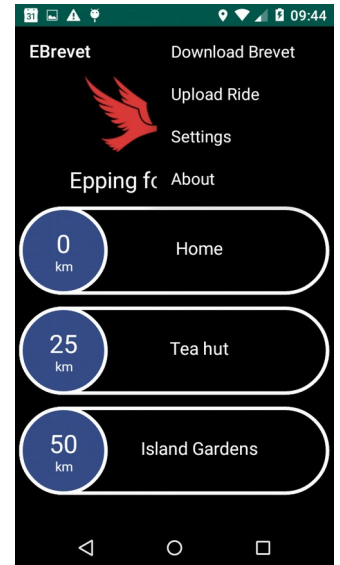 31
09:44
EBrevet
Download Brevet
Upload Ride
Settings
About
Epping fo
0
km
Home
25
km
Tea hut
50
km
Island Gardens